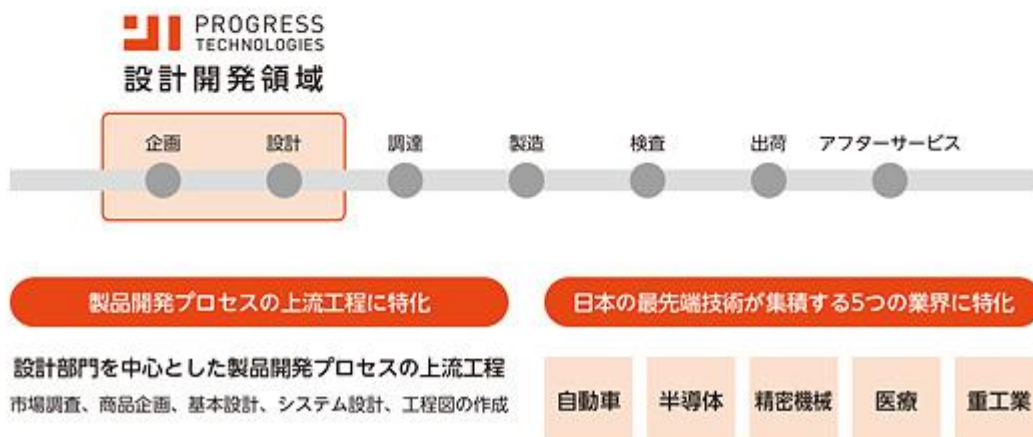 PROGRESS
TECHNOLOGIES
設計開発領域
企画 設計 調達 製造 検査 出荷 アフターサービス
製品開発プロセスの上流工程に特化
設計部門を中心とした製品開発プロセスの上流工程
市場調査、商品企画、基本設計、システム設計、工程図の作成
日本の最先端技術が集積する5つの業界に特化
自動車 半導体 精密機械 医療 重工業